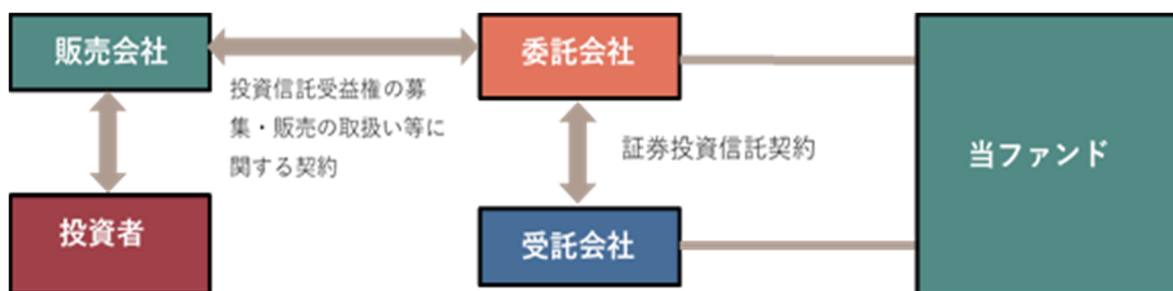 販売会社
委託会社
投資信託受益権の募
集・販売の取扱い等に
関する契約
証券投資信託契約
当ファンド
投資者
受託会社